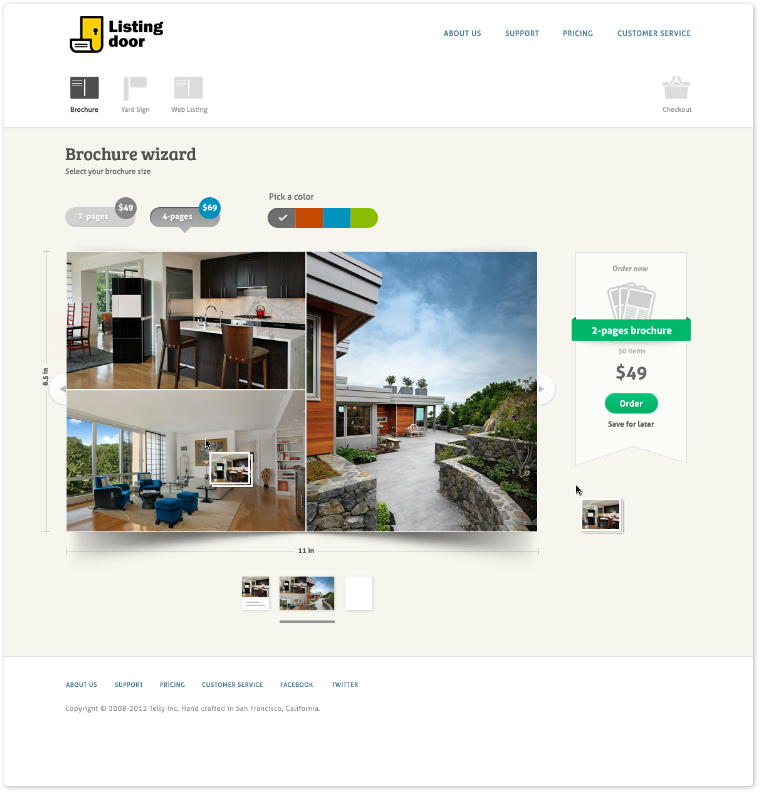 Listing
door
ABOUT US SUPPORT PRICING CUSTOMER SERVICE
Brochure Yard Sign Web Listing Checkout
Brochure wizard
Select your brochure size
Pick a color
2-pages $49 4-pages $69
Order now
2-pages brochure
50 items
$49
Order
Save for later
8.5 in
11 in
ABOUT US SUPPORT PRICING CUSTOMER SERVICE FACEBOOK TWITTER
Copyright © 2008-2012 Telly Inc. Hand crafted in San Francisco, California.